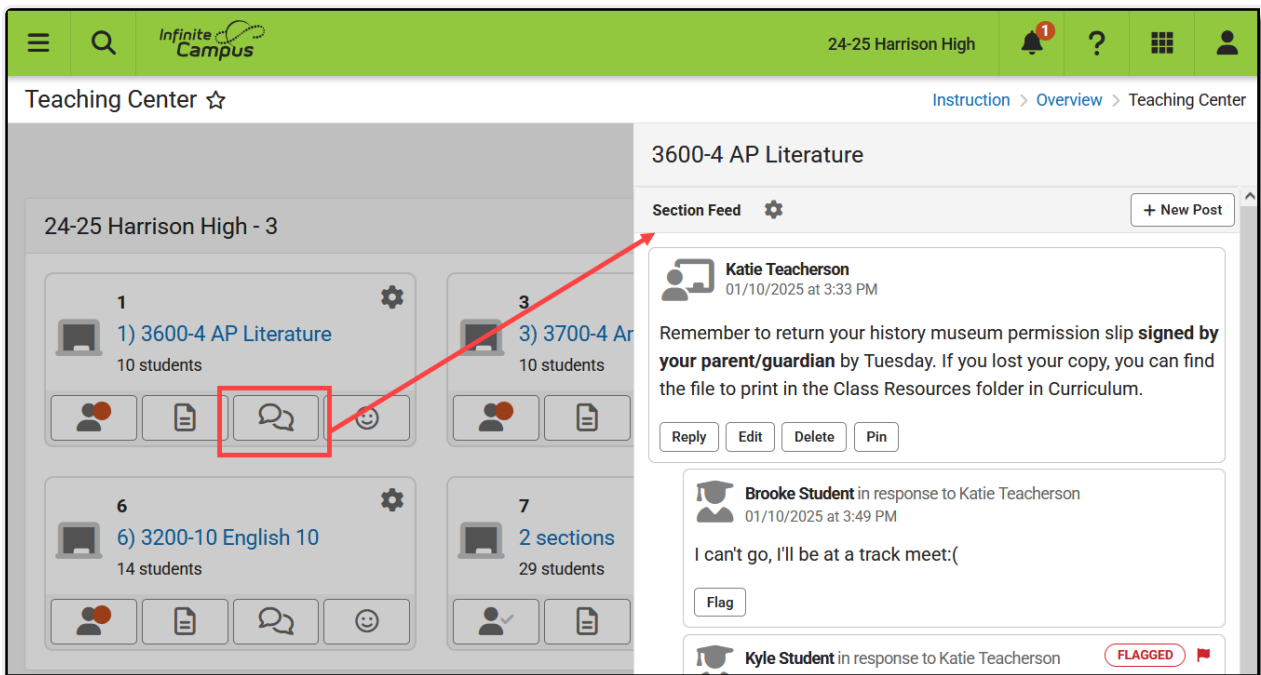 Infinite
Campus
24-25 Harrison High
1
?
Teaching Center
Instruction > Overview > Teaching Center
24-25 Harrison High - 3
1
1) 3600-4 AP Literature
10 students
3
3) 3700-4 Ar
10 students
6
6) 3200-10 English 10
14 students
7
2 sections
29 students
3600-4 AP Literature
Section Feed
+ New Post
Katie Teacherson
01/10/2025 at 3:33 PM
Remember to return your history museum permission slip signed by
your parent/guardian by Tuesday. If you lost your copy, you can find
the file to print in the Class Resources folder in Curriculum.
Reply Edit Delete Pin
Brooke Student in response to Katie Teacherson
01/10/2025 at 3:49 PM
I can't go, I'll be at a track meet:(
Flag
Kyle Student in response to Katie Teacherson
FLAGGED